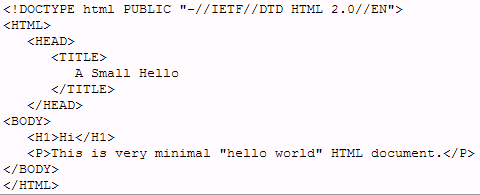 <!DOCTYPE html PUBLIC "-//IETF//DTD HTML 2.0//EN">
<HTML>
   <HEAD>
      <TITLE>
         A Small Hello
      </TITLE>
   </HEAD>
<BODY>
   <H1>Hi</H1>
   <P>This is very minimal "hello world" HTML document.</P>
</BODY>
</HTML>